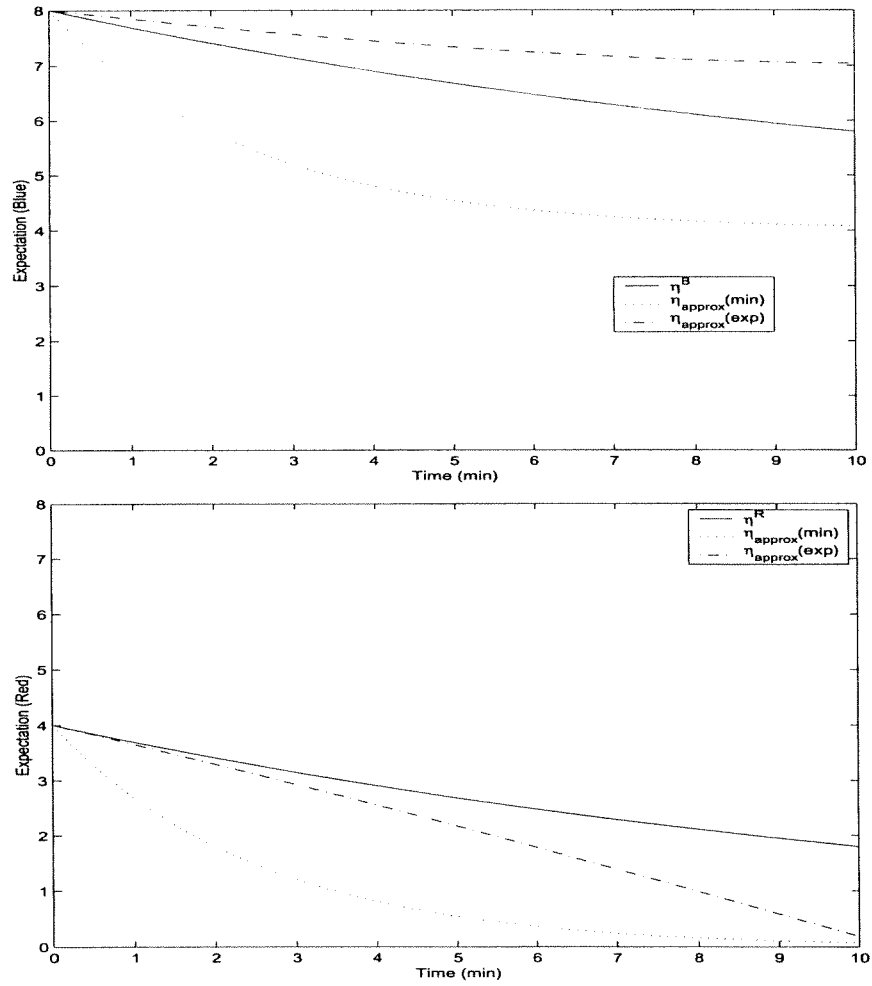 8
7
6
5
4
3
2
1
0
Expectation (Blue)
η^B
η_approx(min)
η_approx(exp)
0 1 2 3 4 5 6 7 8 9 10
Time (min)
8
7
6
5
4
3
2
1
0
Expectation (Red)
η^R
η_approx(min)
η_approx(exp)
0 1 2 3 4 5 6 7 8 9 10
Time (min)